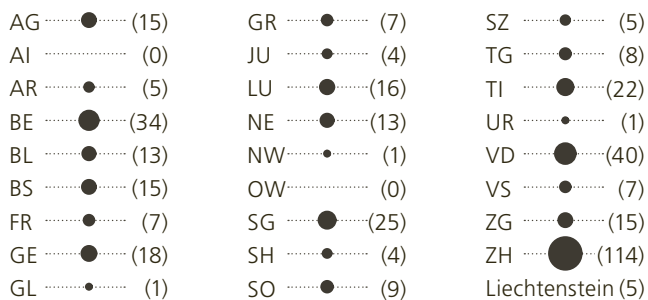 AG (15)
AI (0)
AR (5)
BE (34)
BL (13)
BS (15)
FR (7)
GE (18)
GL (1)
GR (7)
JU (4)
LU (16)
NE (13)
NW (1)
OW (0)
SG (25)
SH (4)
SO (9)
SZ (5)
TG (8)
TI (22)
UR (1)
VD (40)
VS (7)
ZG (15)
ZH (114)
Liechtenstein (5)